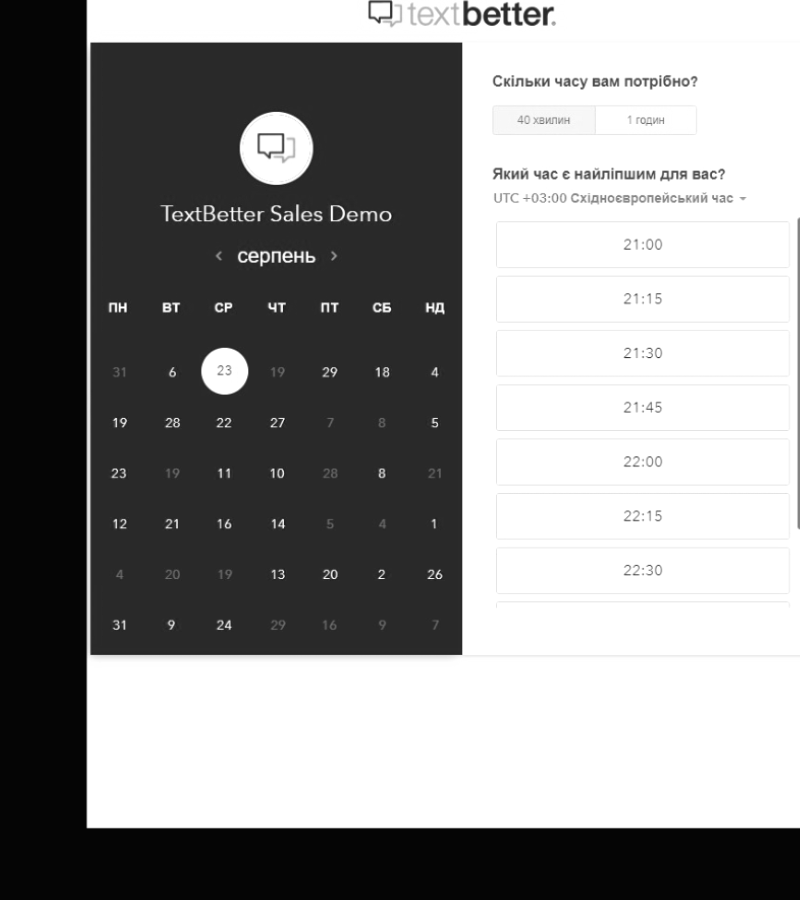 textbetter.
TextBetter Sales Demo
< серпень >
ПН ВТ СР ЧТ ПТ СБ НД
31 6 23 19 29 18 4
19 28 22 27 7 8 5
23 19 11 10 28 8 21
12 21 16 14 5 4 1
4 20 19 13 20 2 26
31 9 24 29 16 9 7
Скільки часу вам потрібно?
40 хвилин 1 годин
Який час є найліпшим для вас?
UTC +03:00 Східноєвропейський час
21:00
21:15
21:30
21:45
22:00
22:15
22:30